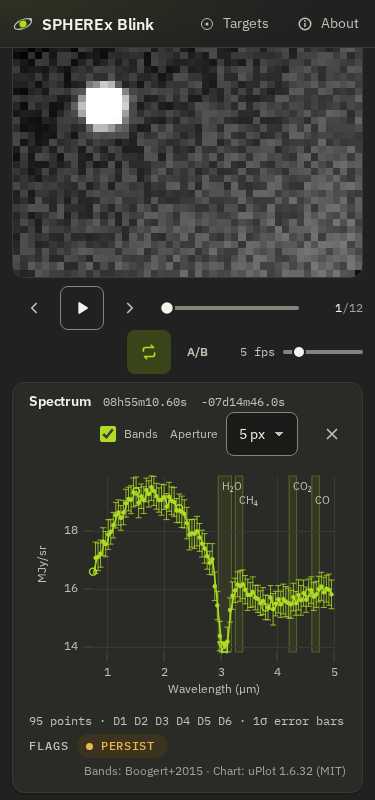 SPHEREx Blink Targets About
1/12
A/B 5 fps
Spectrum 08h55m10.60s -07d14m46.0s
Bands Aperture 5 px
H₂O CO₂
CH₄ CO
18
16
14
MJy/sr
1 2 3 4 5
Wavelength (µm)
95 points · D1 D2 D3 D4 D5 D6 · 1σ error bars
FLAGS PERSIST
Bands: Boogert+2015 · Chart: uPlot 1.6.32 (MIT)